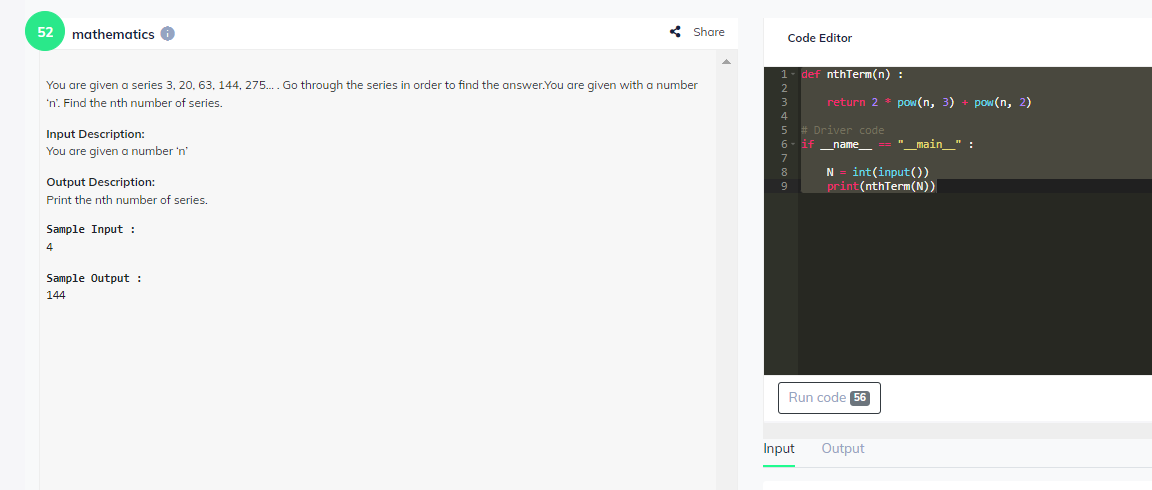 52
mathematics
Share
You are given a series 3, 20, 63, 144, 275... . Go through the series in order to find the answer.You are given with a number
‘n’. Find the nth number of series.
Input Description:
You are given a number ‘n’
Output Description:
Print the nth number of series.
Sample Input :
4
Sample Output :
144
Code Editor
1 def nthTerm(n) :
2
3 return 2 * pow(n, 3) + pow(n, 2)
4
5 # Driver code
6 if __name__ == "__main__" :
7
8 N = int(input())
9 print(nthTerm(N))
Run code 56
Input Output